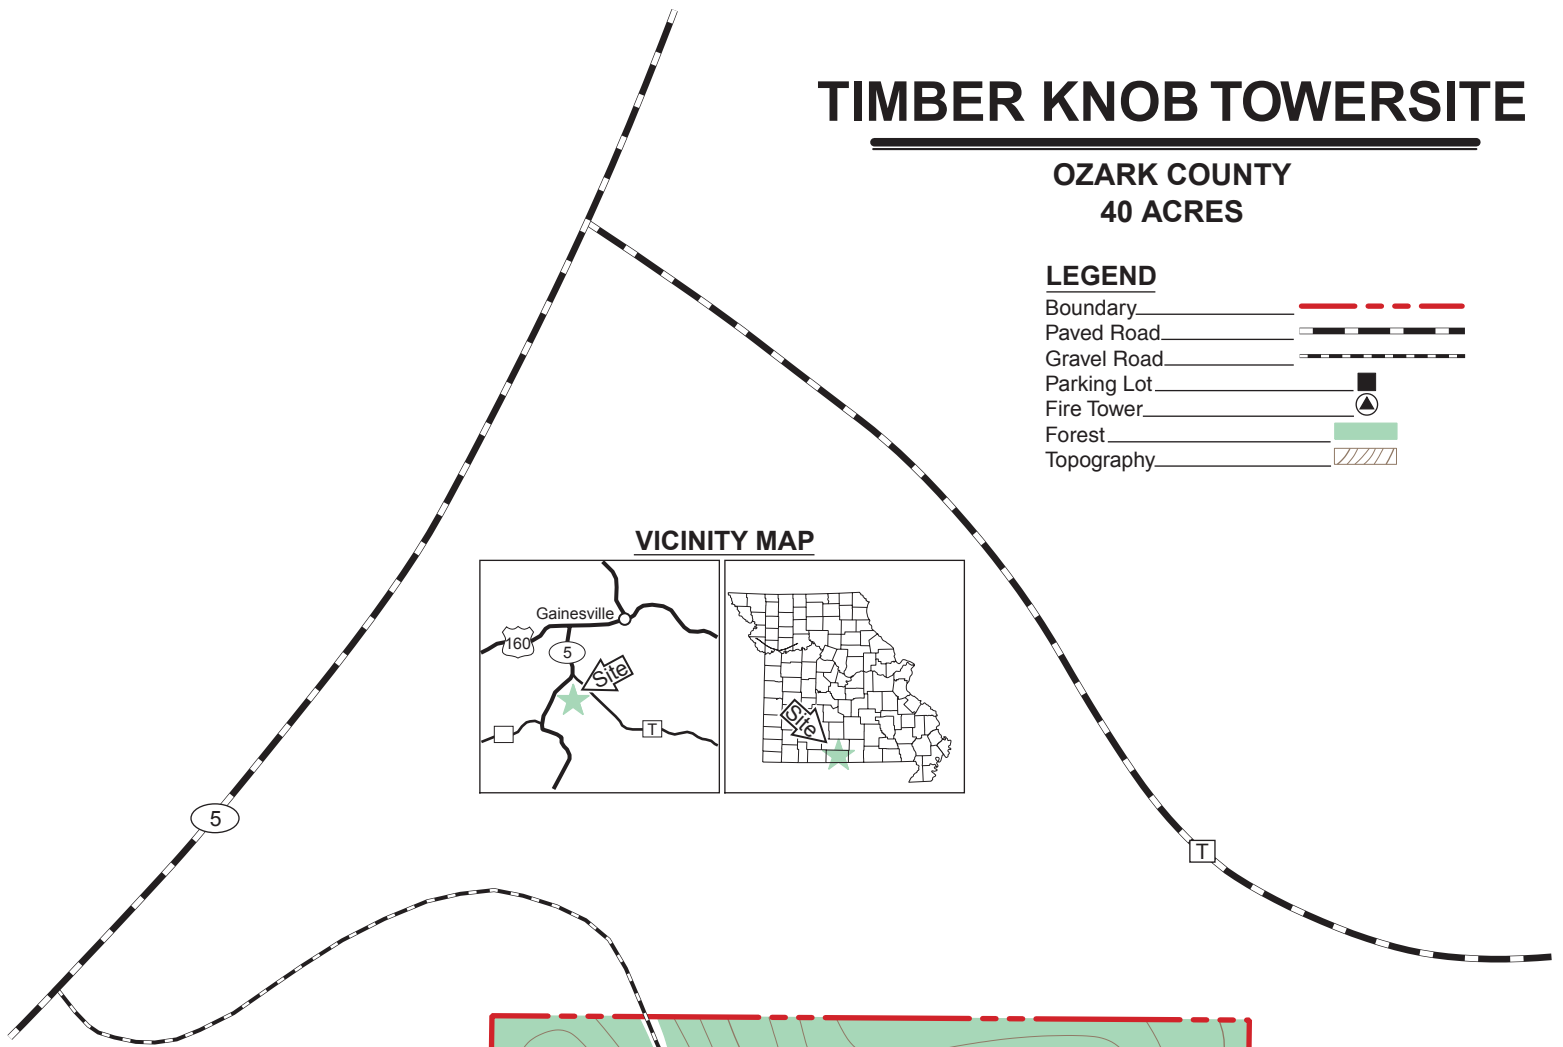 TIMBER KNOB TOWERSITE
OZARK COUNTY
40 ACRES
LEGEND
Boundary
Paved Road
Gravel Road
Parking Lot
Fire Tower
Forest
Topography
VICINITY MAP
Gainesville
160
5
Site
T
Site
5
T